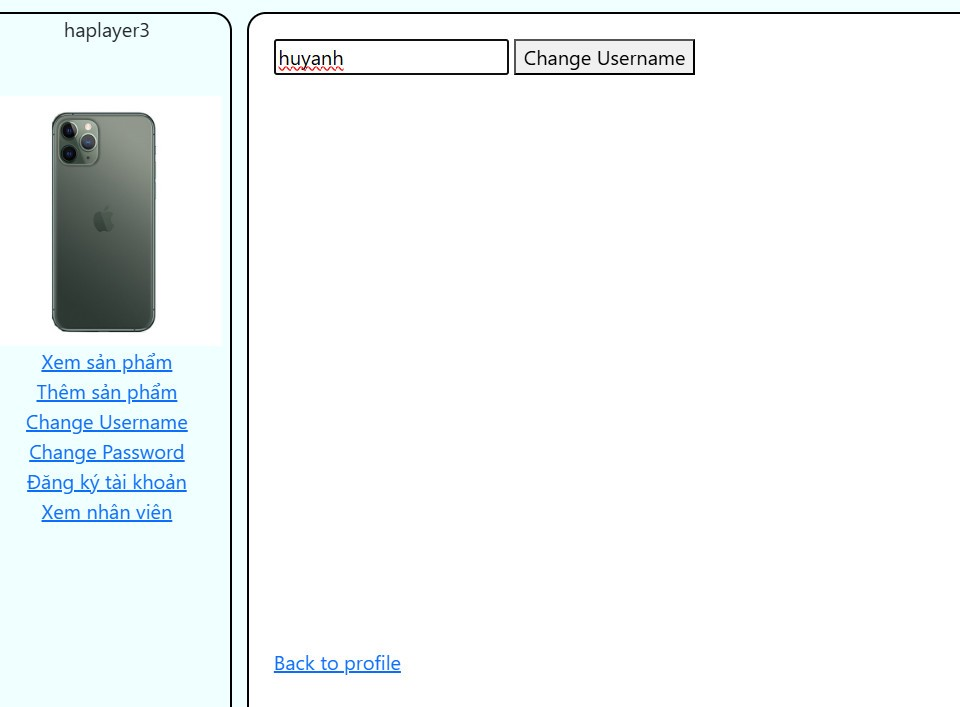 haplayer3
huyanh Change Username
Xem sản phẩm
Thêm sản phẩm
Change Username
Change Password
Đăng ký tài khoản
Xem nhân viên
Back to profile